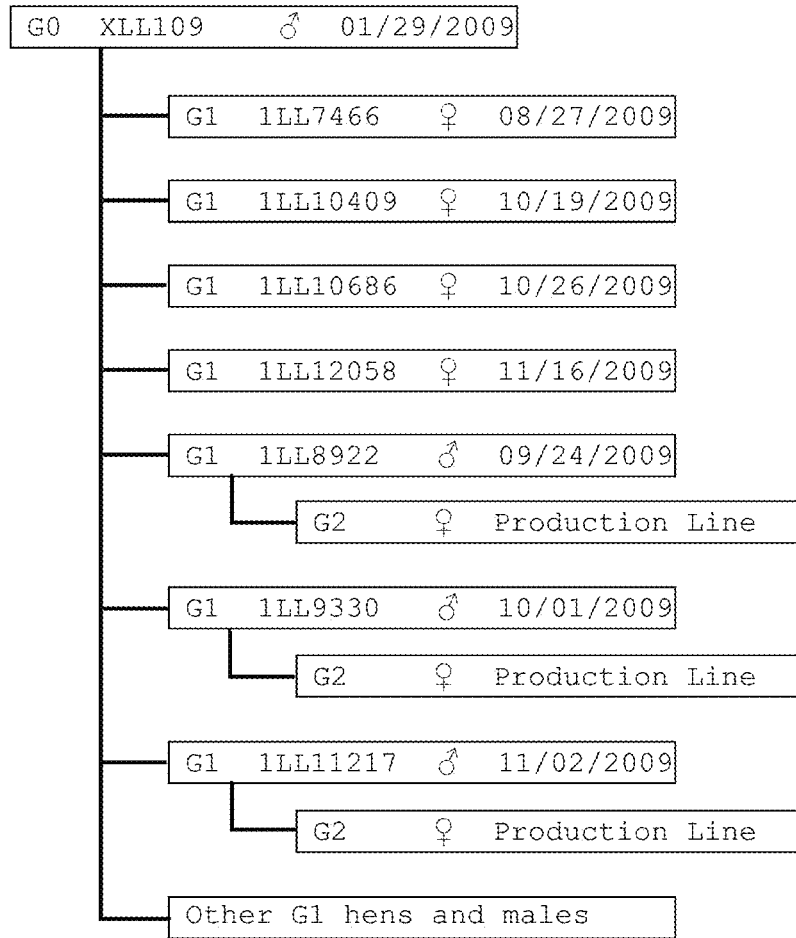 G0 XLL109 ♂ 01/29/2009
G1 1LL7466 ♀ 08/27/2009
G1 1LL10409 ♀ 10/19/2009
G1 1LL10686 ♀ 10/26/2009
G1 1LL12058 ♀ 11/16/2009
G1 1LL8922 ♂ 09/24/2009
G2 ♀ Production Line
G1 1LL9330 ♂ 10/01/2009
G2 ♀ Production Line
G1 1LL11217 ♂ 11/02/2009
G2 ♀ Production Line
Other G1 hens and males